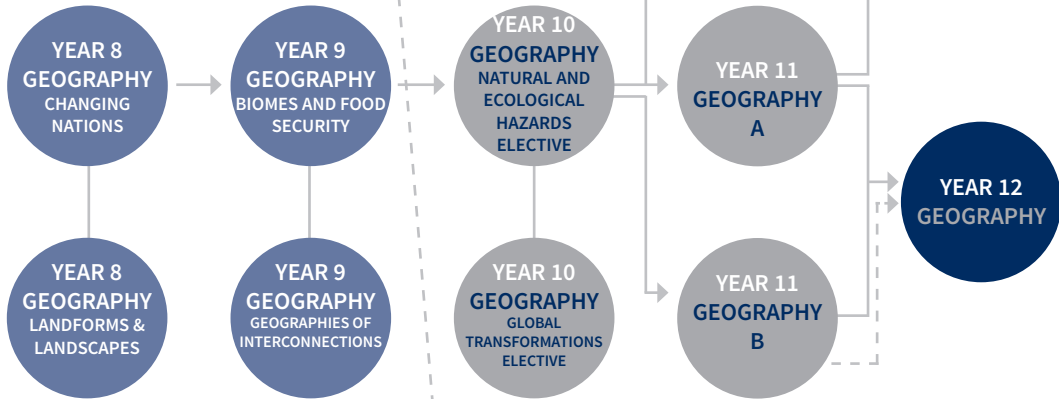 YEAR 8
GEOGRAPHY
CHANGING
NATIONS
YEAR 9
GEOGRAPHY
BIOMES AND FOOD
SECURITY
YEAR 10
GEOGRAPHY
NATURAL AND
ECOLOGICAL
HAZARDS
ELECTIVE
YEAR 11
GEOGRAPHY
A
YEAR 12
GEOGRAPHY
YEAR 8
GEOGRAPHY
LANDFORMS &
LANDSCAPES
YEAR 9
GEOGRAPHY
GEOGRAPHIES OF
INTERCONNECTIONS
YEAR 10
GEOGRAPHY
GLOBAL
TRANSFORMATIONS
ELECTIVE
YEAR 11
GEOGRAPHY
B